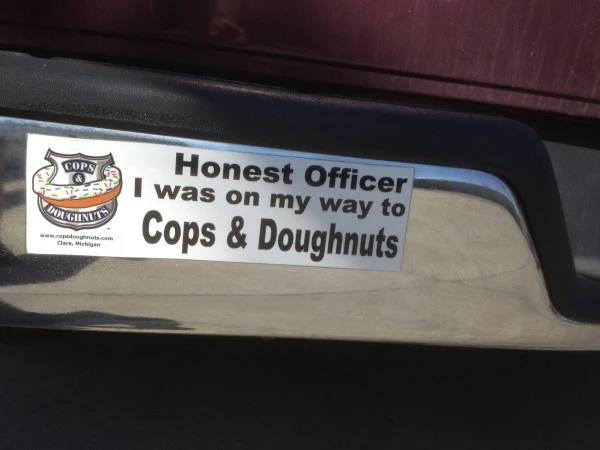 COPS
&
DOUGHNUTS
www.copsdoughnuts.com
Clare, Michigan
Honest Officer
I was on my way to
Cops & Doughnuts